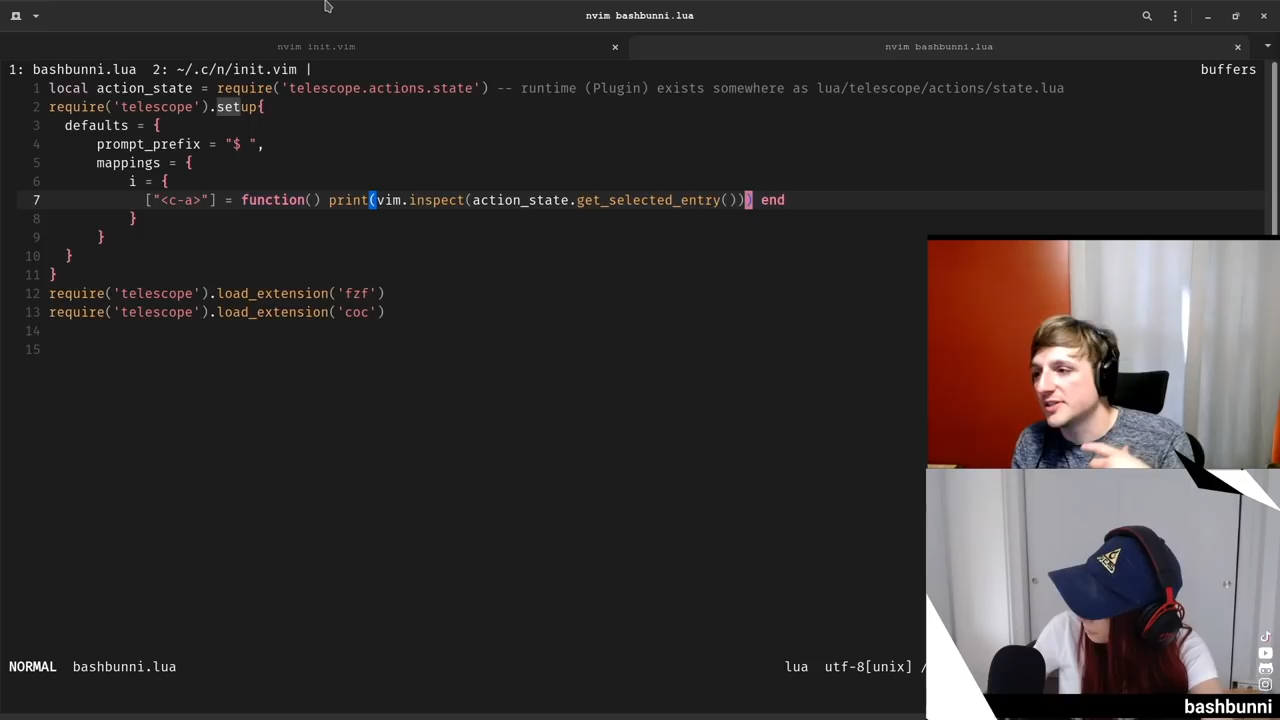 nvim bashbunni.lua
nvim init.vim
nvim bashbunni.lua
1: bashbunni.lua  2: ~/.c/n/init.vim |
buffers
1 local action_state = require('telescope.actions.state') -- runtime (Plugin) exists somewhere as lua/telescope/actions/state.lua
2 require('telescope').setup{
3   defaults = {
4       prompt_prefix = "$ ",
5       mappings = {
6           i = {
7             ["<c-a>"] = function() print(vim.inspect(action_state.get_selected_entry())) end
8           }
9       }
10   }
11 }
12 require('telescope').load_extension('fzf')
13 require('telescope').load_extension('coc')
14
15
NORMAL  bashbunni.lua
lua  utf-8[unix] /
bashbunni